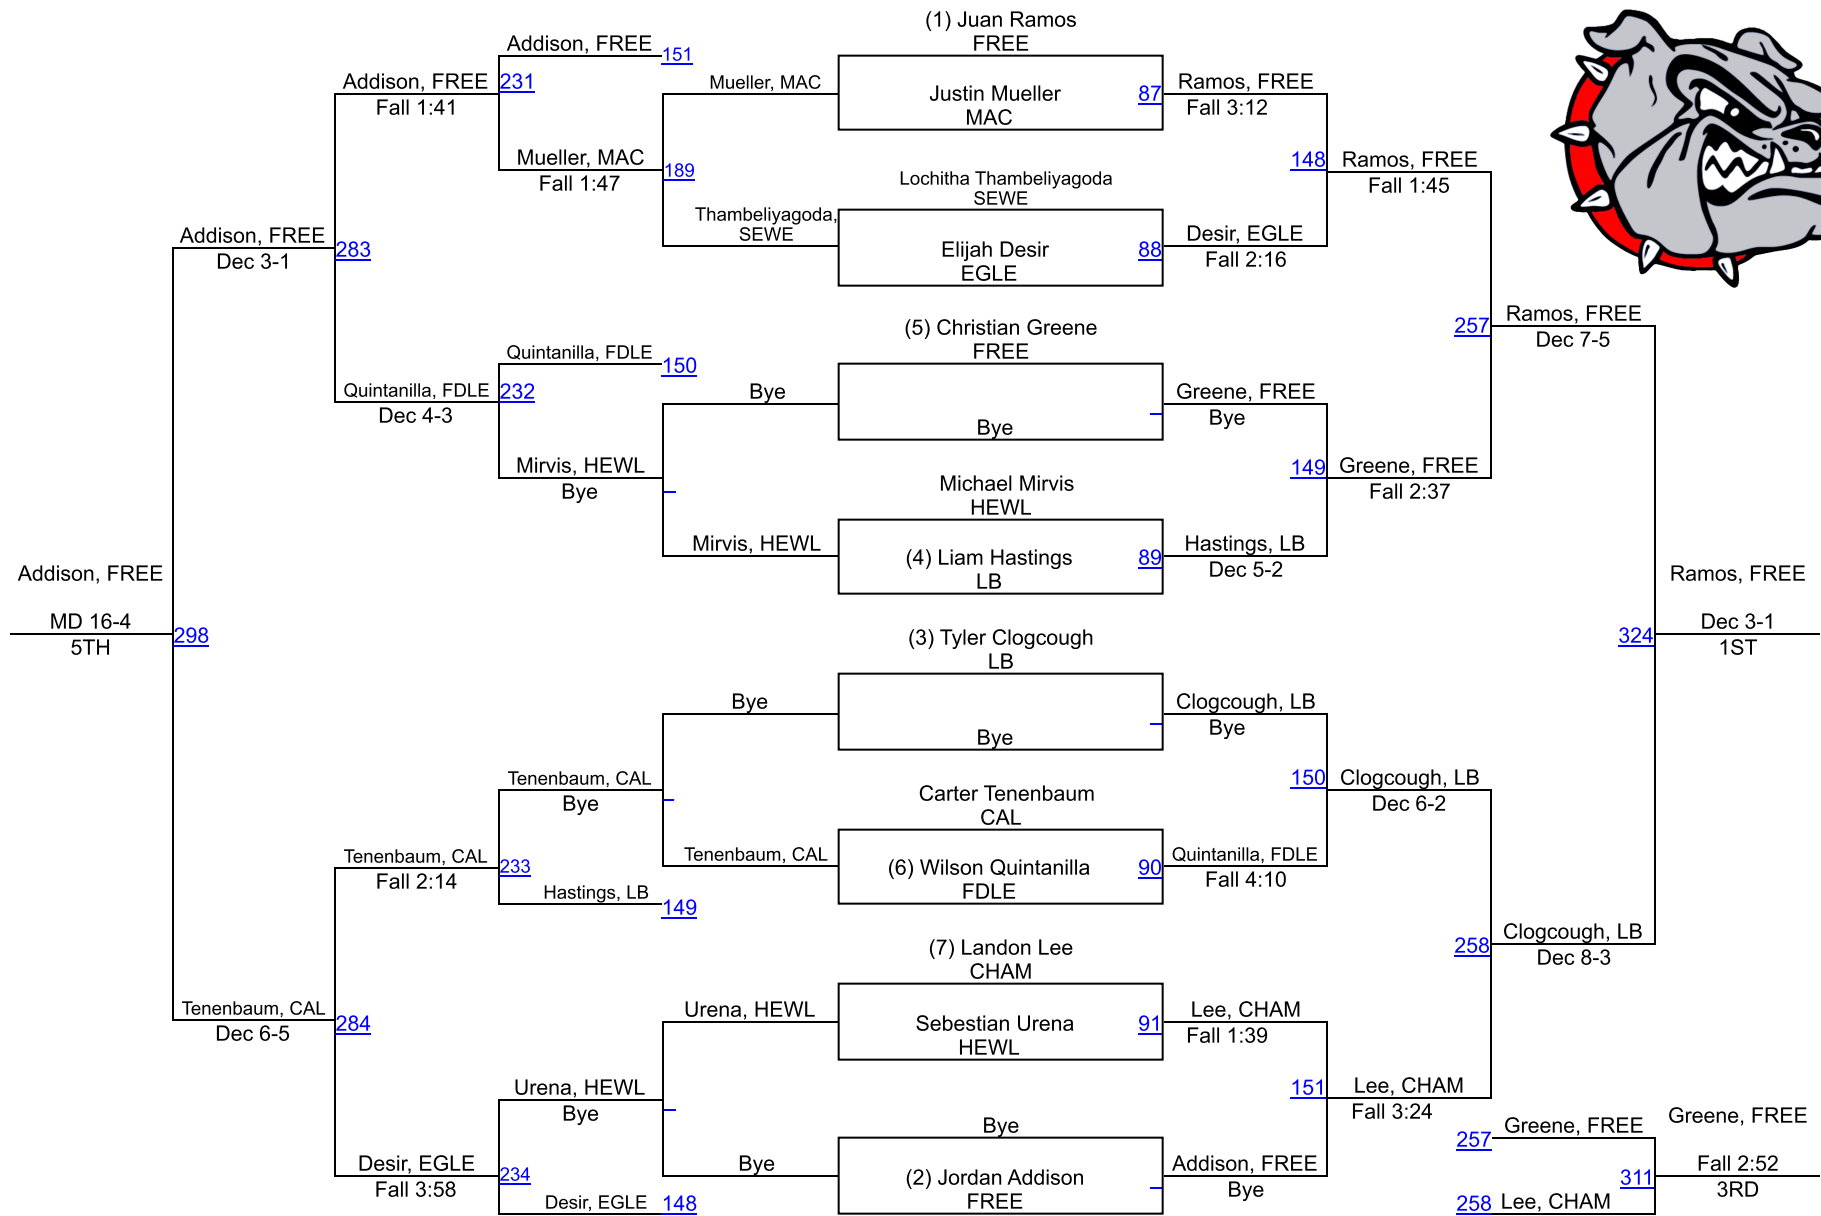 (1) Juan Ramos
FREE
Addison, FREE
151
Addison, FREE
231
Mueller, MAC
Justin Mueller
87
Ramos, FREE
Fall 1:41
MAC
Fall 3:12
Mueller, MAC
189
148
Ramos, FREE
Fall 1:47
Lochitha Thambeliyagoda
SEWE
Fall 1:45
Thambeliyagoda,
SEWE
Addison, FREE
283
Elijah Desir
88
Desir, EGLE
Dec 3-1
EGLE
Fall 2:16
(5) Christian Greene
FREE
257
Ramos, FREE
Dec 7-5
Quintanilla, FDLE
150
Quintanilla, FDLE
232
Bye
Greene, FREE
Dec 4-3
Bye
Bye
Mirvis, HEWL
149
Greene, FREE
Bye
Michael Mirvis
HEWL
Fall 2:37
Mirvis, HEWL
(4) Liam Hastings
89
Hastings, LB
LB
Dec 5-2
Addison, FREE
Ramos, FREE
MD 16-4
298
(3) Tyler Clogcough
324
Dec 3-1
5TH
LB
1ST
Bye
Clogcough, LB
Bye
Bye
Tenenbaum, CAL
150
Clogcough, LB
Bye
Carter Tenenbaum
CAL
Dec 6-2
Tenenbaum, CAL
233
Tenenbaum, CAL
(6) Wilson Quintanilla
90
Quintanilla, FDLE
Fall 2:14
FDLE
Fall 4:10
Hastings, LB
149
(7) Landon Lee
CHAM
258
Clogcough, LB
Dec 8-3
Tenenbaum, CAL
284
Urena, HEWL
Sebestian Urena
91
Lee, CHAM
Dec 6-5
HEWL
Fall 1:39
Urena, HEWL
151
Lee, CHAM
Bye
Fall 3:24
Bye
257
Greene, FREE
Greene, FREE
Desir, EGLE
234
Bye
(2) Jordan Addison
Addison, FREE
311
Fall 2:52
Fall 3:58
FREE
Bye
3RD
Desir, EGLE
148
258
Lee, CHAM